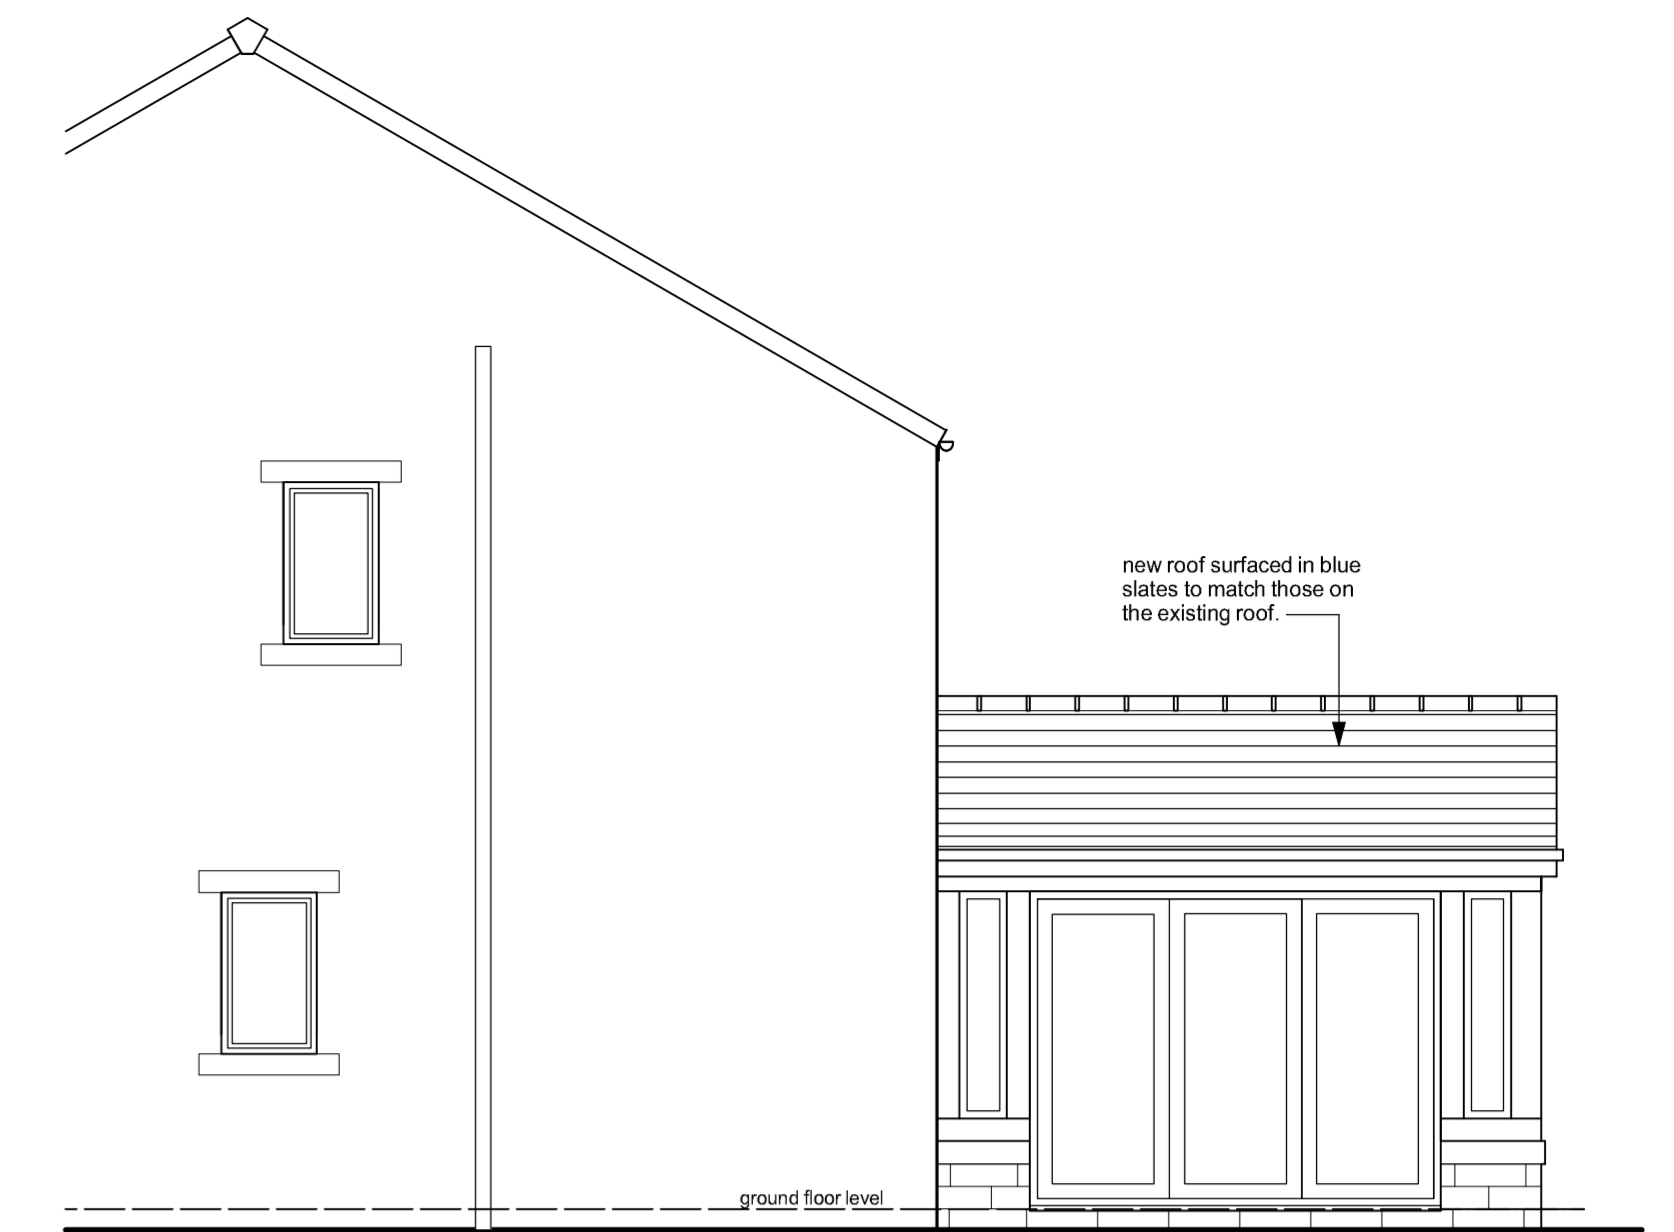 new roof surfaced in blue
slates to match those on
the existing roof.
ground floor level